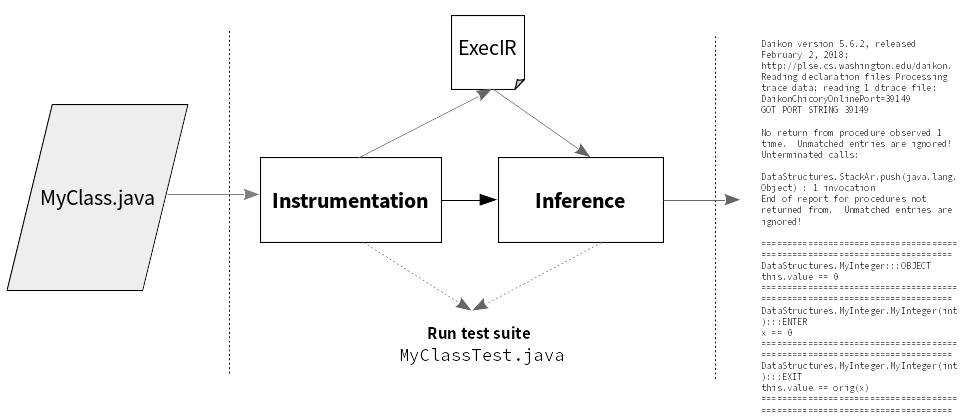 ExecIR
MyClass.java
Instrumentation
Inference
Run test suite
MyClassTest.java
Daikon version 5.6.2, released
February 2, 2018;
http://plse.cs.washington.edu/daikon.
Reading declaration files Processing
trace data; reading 1 dtrace file:
DaikonChicoryOnlinePort=39149
GOT PORT STRING 39149
No return from procedure observed 1
time.  Unmatched entries are ignored!
Unterminated calls:
DataStructures.StackAr.push(java.lang.
Object) : 1 invocation
End of report for procedures not
returned from.  Unmatched entries are
ignored!
======================================
=====================================
DataStructures.MyInteger:::OBJECT
this.value == 0
======================================
=====================================
DataStructures.MyInteger.MyInteger(int
):::ENTER
x == 0
======================================
=====================================
DataStructures.MyInteger.MyInteger(int
):::EXIT
this.value == orig(x)
======================================
=====================================